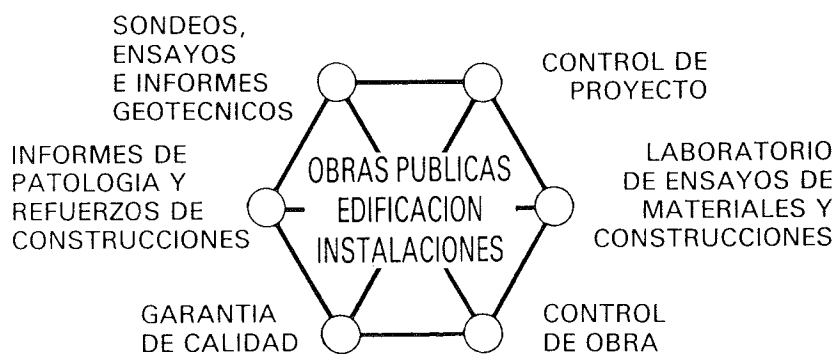 SONDEOS,
ENSAYOS
E INFORMES
GEOTECNICOS
CONTROL DE
PROYECTO
INFORMES DE
PATOLOGIA Y
REFUERZOS DE
CONSTRUCCIONES
OBRAS PUBLICAS
EDIFICACION
INSTALACIONES
LABORATORIO
DE ENSAYOS DE
MATERIALES Y
CONSTRUCCIONES
GARANTIA
DE CALIDAD
CONTROL
DE OBRA